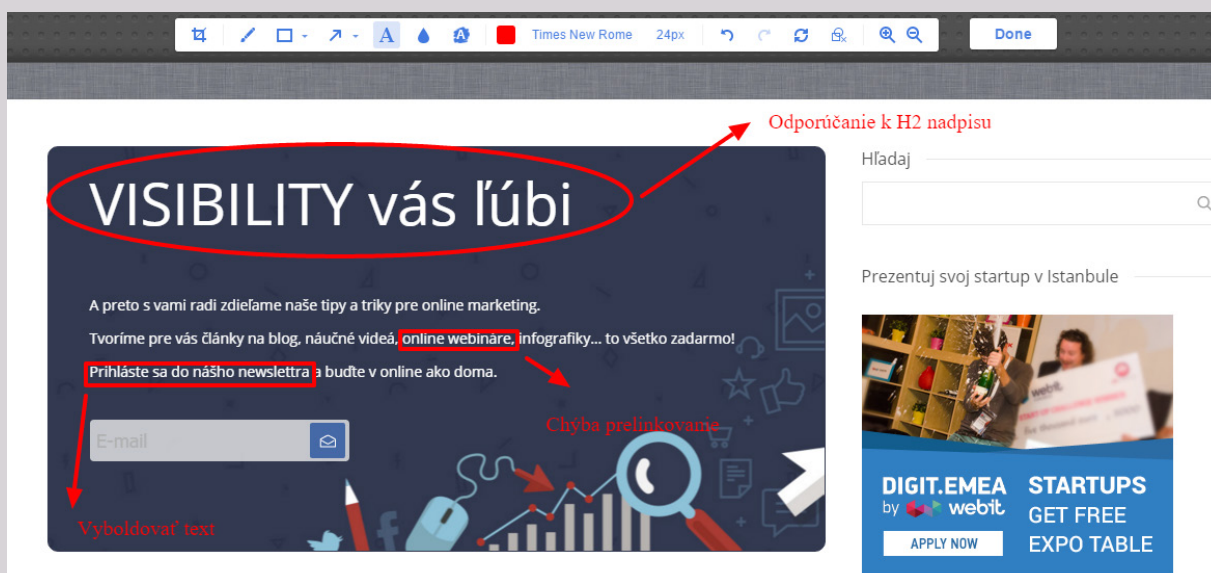 A
Times New Rome 24px
Done
Odporúčanie k H2 nadpisu
VISIBILITY vás ľúbi
A preto s vami radi zdieľame naše tipy a triky pre online marketing.
Tvoríme pre vás články na blog, náučné videá, online webináre, infografiky... to všetko zadarmo!
Prihláste sa do nášho newslettra a buďte v online ako doma.
Chýba prelinkovanie
E-mail
Vyboldovať text
Hľadaj
Prezentuj svoj startup v Istanbule
webit.
DIGIT.EMEA
by webit
APPLY NOW
STARTUPS
GET FREE
EXPO TABLE